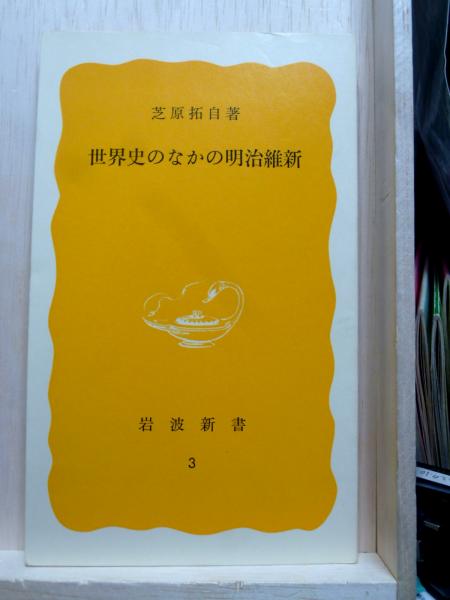 芝原拓自著
世界史のなかの明治維新
岩波新書
3